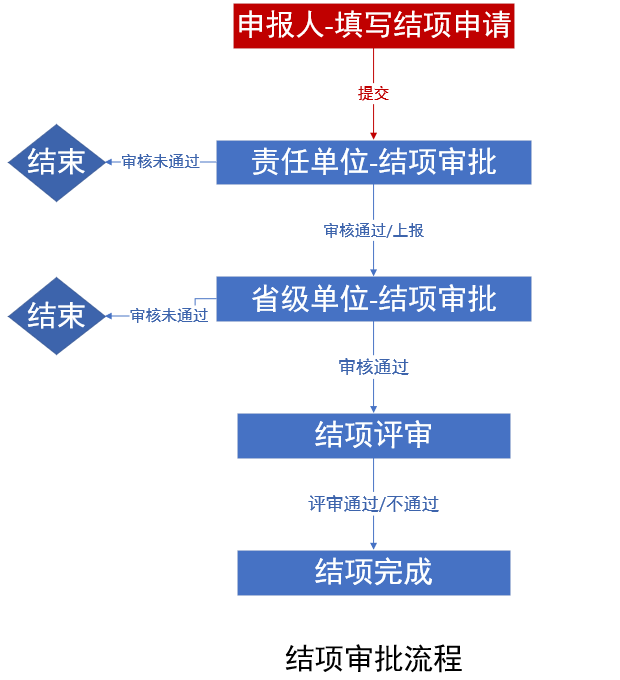 申报人-填写结项申请
提交
结束
审核未通过
责任单位-结项审批
审核通过/上报
省级单位-结项审批
结束
审核未通过
审核通过
结项评审
评审通过/不通过
结项完成
结项审批流程